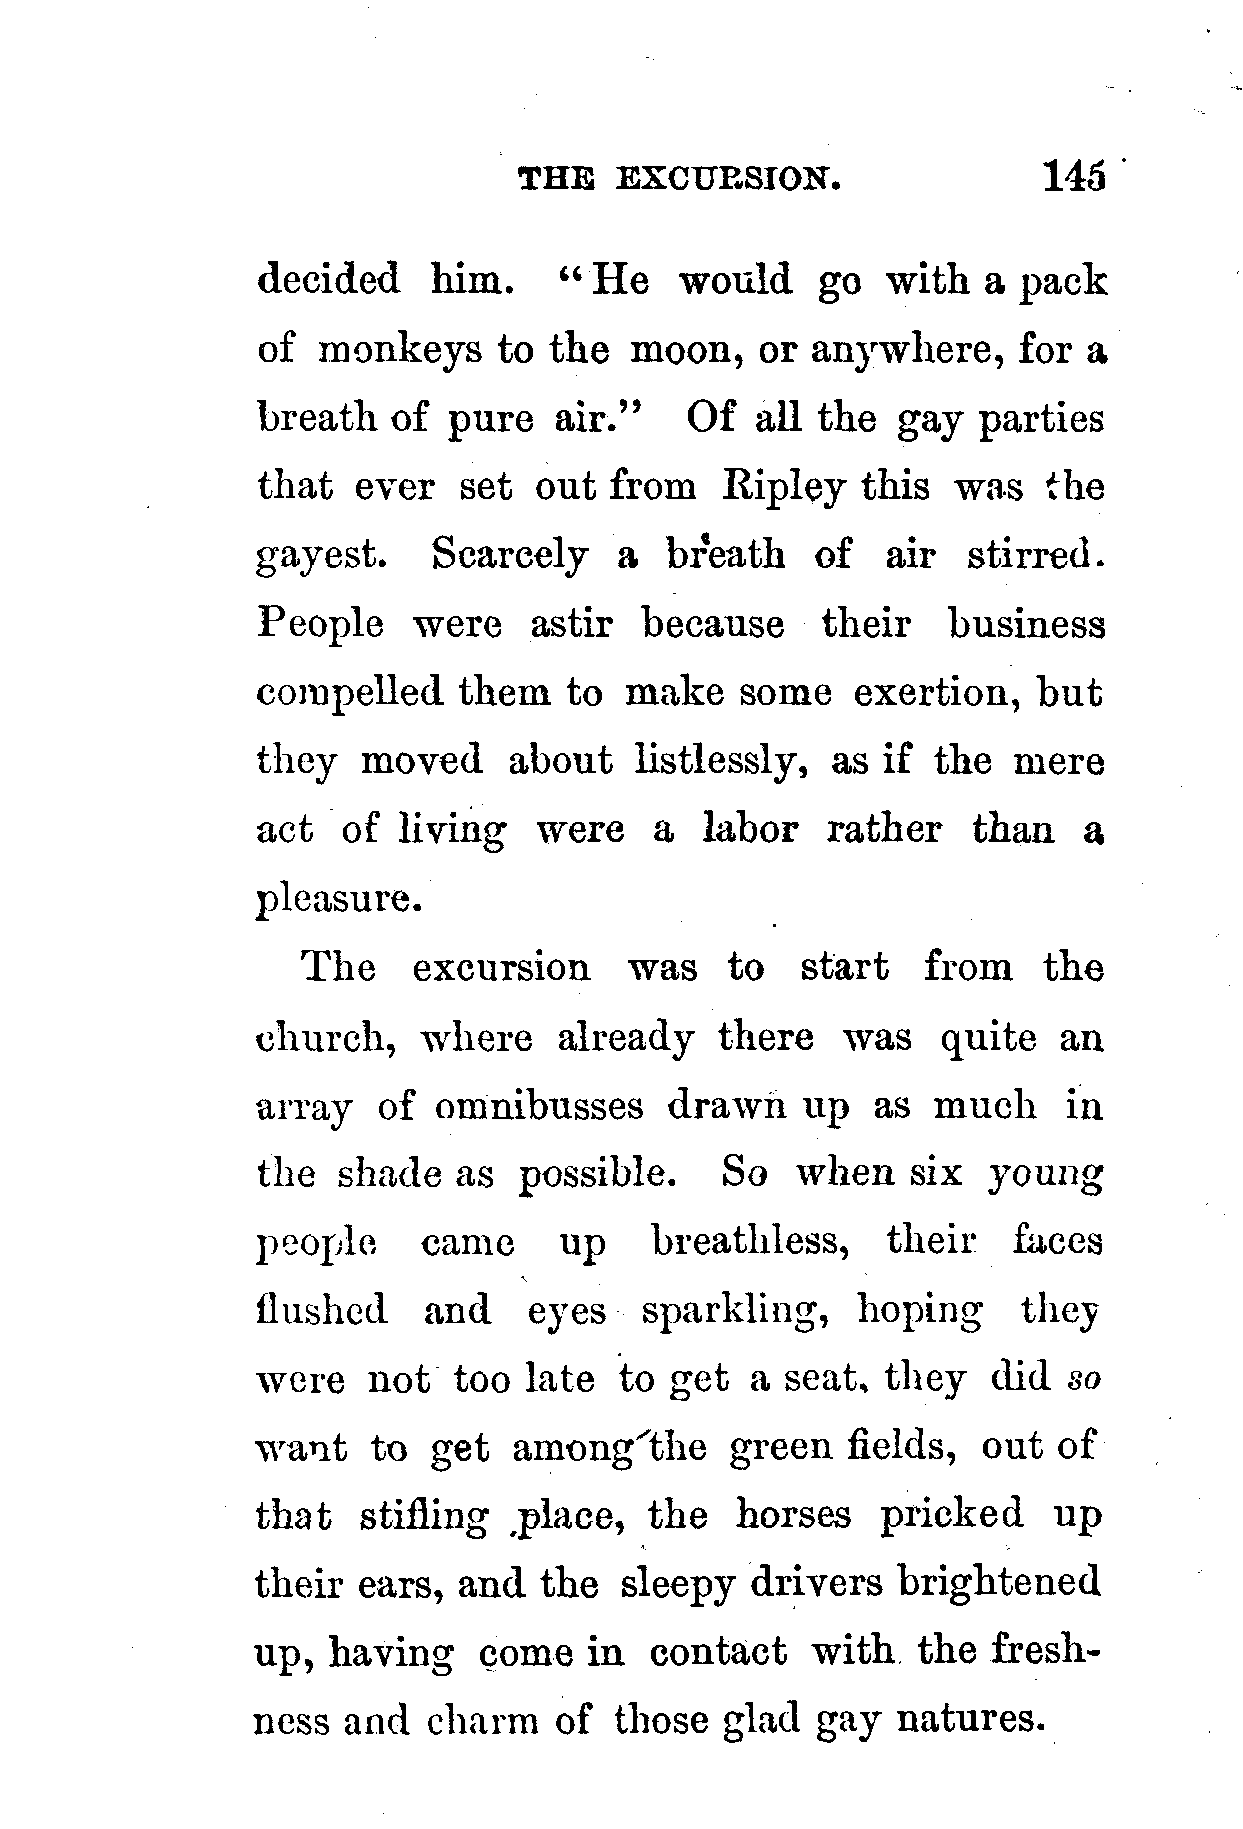 THE EXCURSION. 145
decided him. “He would go with a pack
of monkeys to the moon, or anywhere, for a
breath of pure air.” Of all the gay parties
that ever set out from Ripley this was the
gayest. Scarcely a breath of air stirred.
People were astir because their business
compelled them to make some exertion, but
they moved about listlessly, as if the mere
act of living were a labor rather than a
pleasure.
The excursion was to start from the
church, where already there was quite an
array of omnibusses drawn up as much in
the shade as possible. So when six young
people came up breathless, their faces
flushed and eyes sparkling, hoping they
were not too late to get a seat, they did so
want to get among the green fields, out of
that stifling place, the horses pricked up
their ears, and the sleepy drivers brightened
up, having come in contact with the fresh-
ness and charm of those glad gay natures.